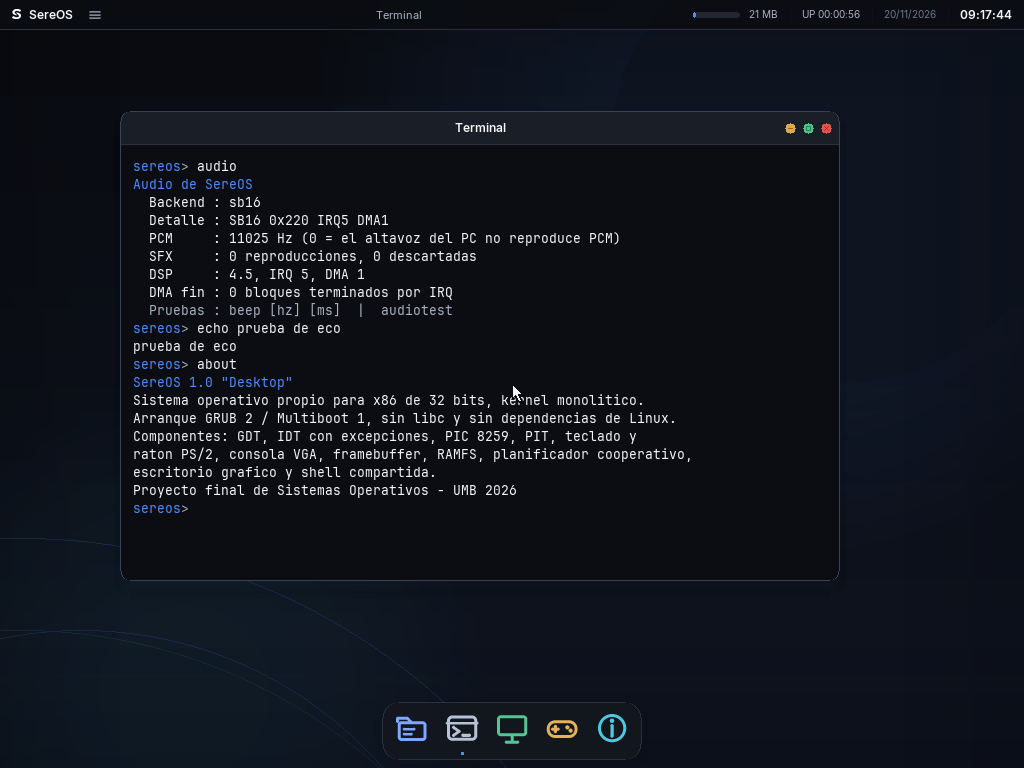 SereOS
Terminal
21 MB
UP 00:00:56
20/11/2026
09:17:44
Terminal
sereos> audio
Audio de SereOS
Backend : sb16
Detalle : SB16 0x220 IRQ5 DMA1
PCM     : 11025 Hz (0 = el altavoz del PC no reproduce PCM)
SFX     : 0 reproducciones, 0 descartadas
DSP     : 4.5, IRQ 5, DMA 1
DMA fin : 0 bloques terminados por IRQ
Pruebas : beep [hz] [ms]  |  audiotest
sereos> echo prueba de eco
prueba de eco
sereos> about
SereOS 1.0 "Desktop"
Sistema operativo propio para x86 de 32 bits, kernel monolitico.
Arranque GRUB 2 / Multiboot 1, sin libc y sin dependencias de Linux.
Componentes: GDT, IDT con excepciones, PIC 8259, PIT, teclado y
raton PS/2, consola VGA, framebuffer, RAMFS, planificador cooperativo,
escritorio grafico y shell compartida.
Proyecto final de Sistemas Operativos - UMB 2026
sereos>